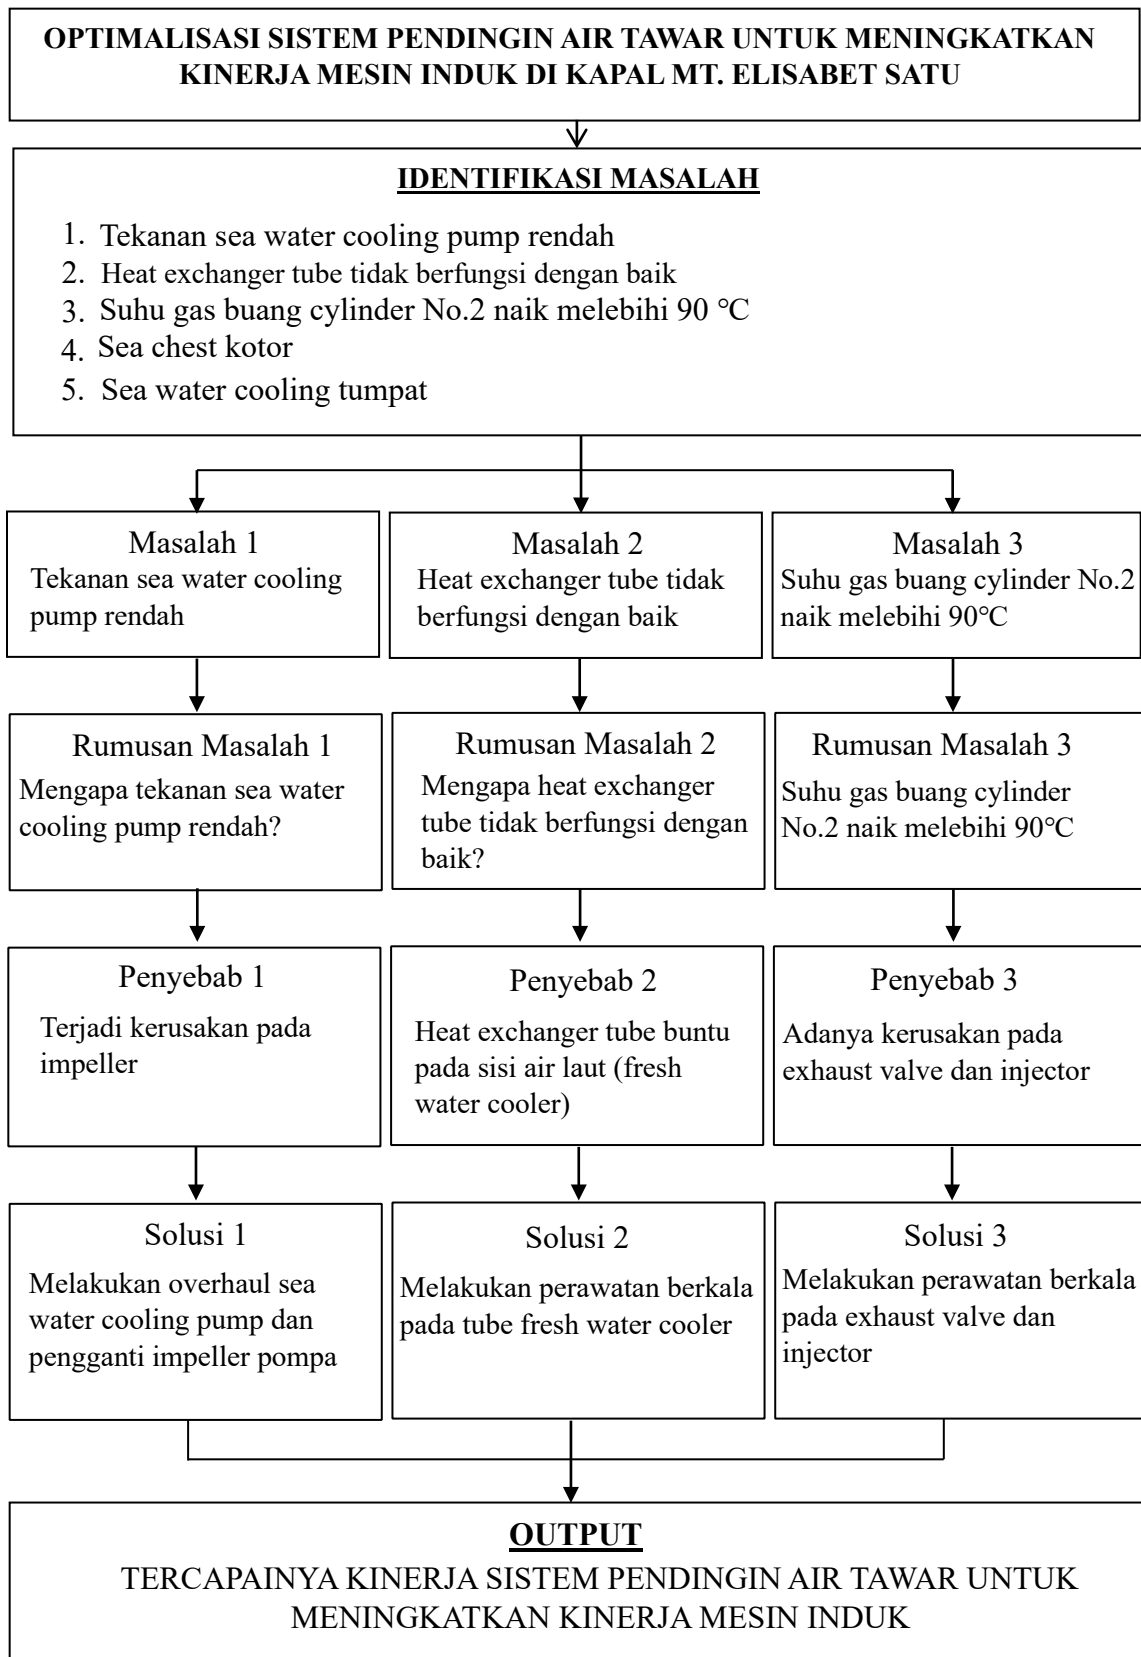 OPTIMALISASI SISTEM PENDINGIN AIR TAWAR UNTUK MENINGKATKAN
KINERJA MESIN INDUK DI KAPAL MT. ELISABET SATU
IDENTIFIKASI MASALAH
1. Tekanan sea water cooling pump rendah
2. Heat exchanger tube tidak berfungsi dengan baik
3. Suhu gas buang cylinder No.2 naik melebihi 90 ℃
4. Sea chest kotor
5. Sea water cooling tumpat
Masalah 1
Tekanan sea water cooling
pump rendah
Masalah 2
Heat exchanger tube tidak
berfungsi dengan baik
Masalah 3
Suhu gas buang cylinder No.2
naik melebihi 90℃
Rumusan Masalah 1
Mengapa tekanan sea water
cooling pump rendah?
Rumusan Masalah 2
Mengapa heat exchanger
tube tidak berfungsi dengan
baik?
Rumusan Masalah 3
Suhu gas buang cylinder
No.2 naik melebihi 90℃
Penyebab 1
Terjadi kerusakan pada
impeller
Penyebab 2
Heat exchanger tube buntu
pada sisi air laut (fresh
water cooler)
Penyebab 3
Adanya kerusakan pada
exhaust valve dan injector
Solusi 1
Melakukan overhaul sea
water cooling pump dan
pengganti impeller pompa
Solusi 2
Melakukan perawatan berkala
pada tube fresh water cooler
Solusi 3
Melakukan perawatan berkala
pada exhaust valve dan
injector
OUTPUT
TERCAPAINYA KINERJA SISTEM PENDINGIN AIR TAWAR UNTUK
MENINGKATKAN KINERJA MESIN INDUK